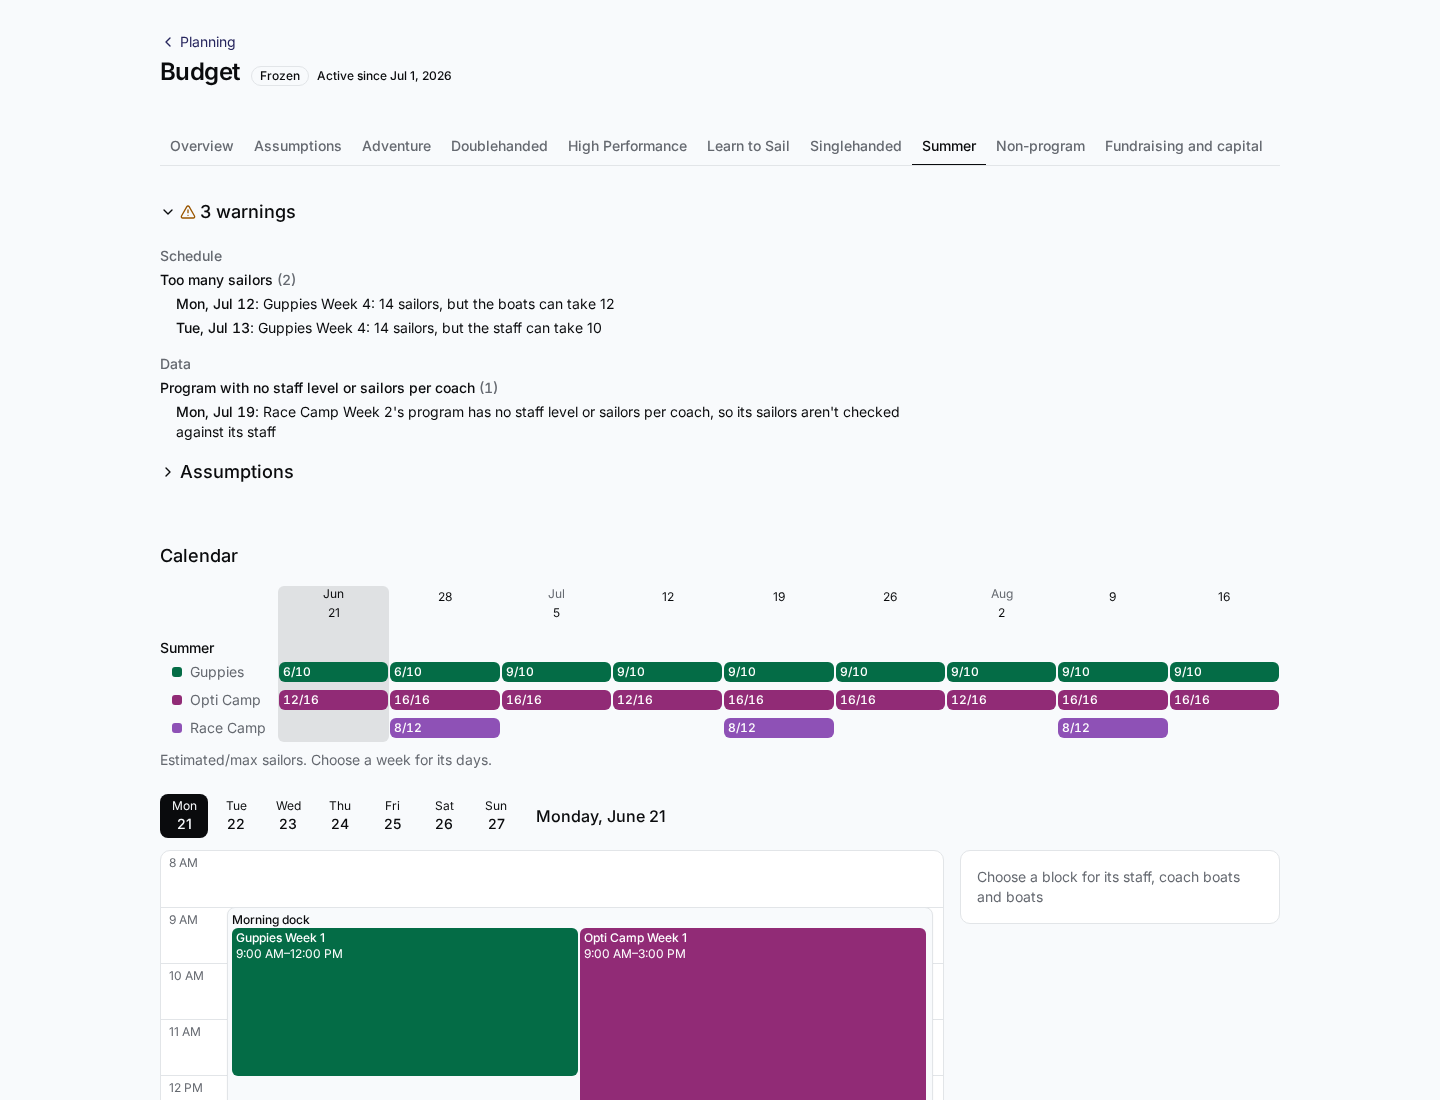 Planning
Budget
Frozen
Active since Jul 1, 2026
Overview
Assumptions
Adventure
Doublehanded
High Performance
Learn to Sail
Singlehanded
Summer
Non-program
Fundraising and capital
3 warnings
Schedule
Too many sailors (2)
Mon, Jul 12: Guppies Week 4: 14 sailors, but the boats can take 12
Tue, Jul 13: Guppies Week 4: 14 sailors, but the staff can take 10
Data
Program with no staff level or sailors per coach (1)
Mon, Jul 19: Race Camp Week 2's program has no staff level or sailors per coach, so its sailors aren't checked
against its staff
Assumptions
Calendar
Jun
21
28
Jul
5
12
19
26
Aug
2
9
16
Summer
Guppies
6/10
6/10
9/10
9/10
9/10
9/10
9/10
9/10
9/10
Opti Camp
12/16
16/16
16/16
12/16
16/16
16/16
12/16
16/16
16/16
Race Camp
8/12
8/12
8/12
Estimated/max sailors. Choose a week for its days.
Mon
21
Tue
22
Wed
23
Thu
24
Fri
25
Sat
26
Sun
27
Monday, June 21
8 AM
9 AM
10 AM
11 AM
12 PM
Morning dock
Guppies Week 1
9:00 AM–12:00 PM
Opti Camp Week 1
9:00 AM–3:00 PM
Choose a block for its staff, coach boats
and boats